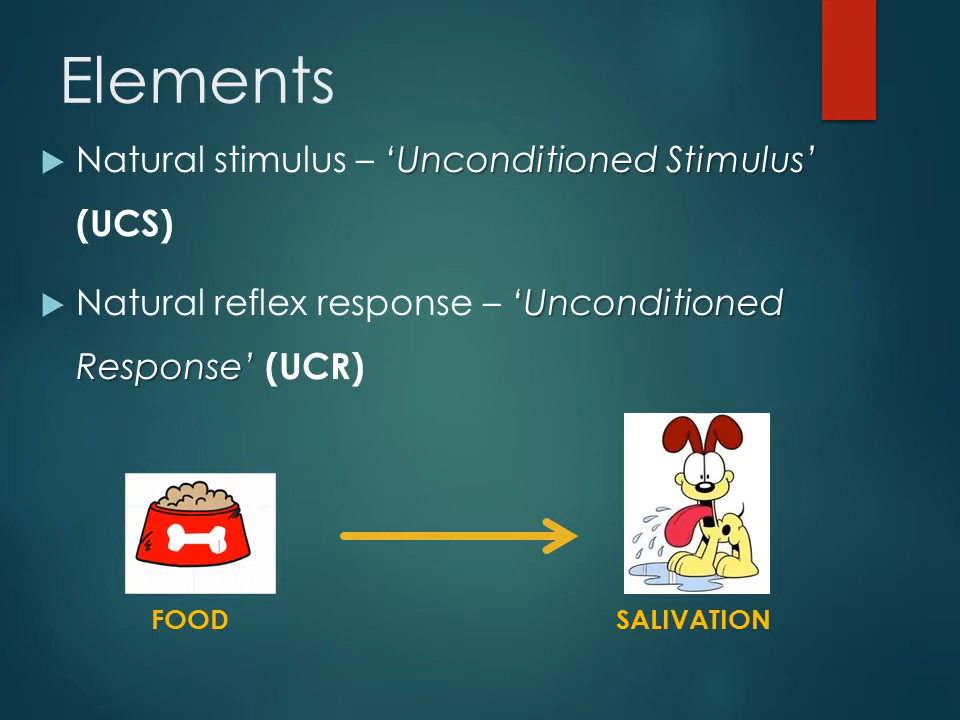 Elements
Natural stimulus – ‘Unconditioned Stimulus’
(UCS)
Natural reflex response – ‘Unconditioned
Response’ (UCR)
FOOD
SALIVATION